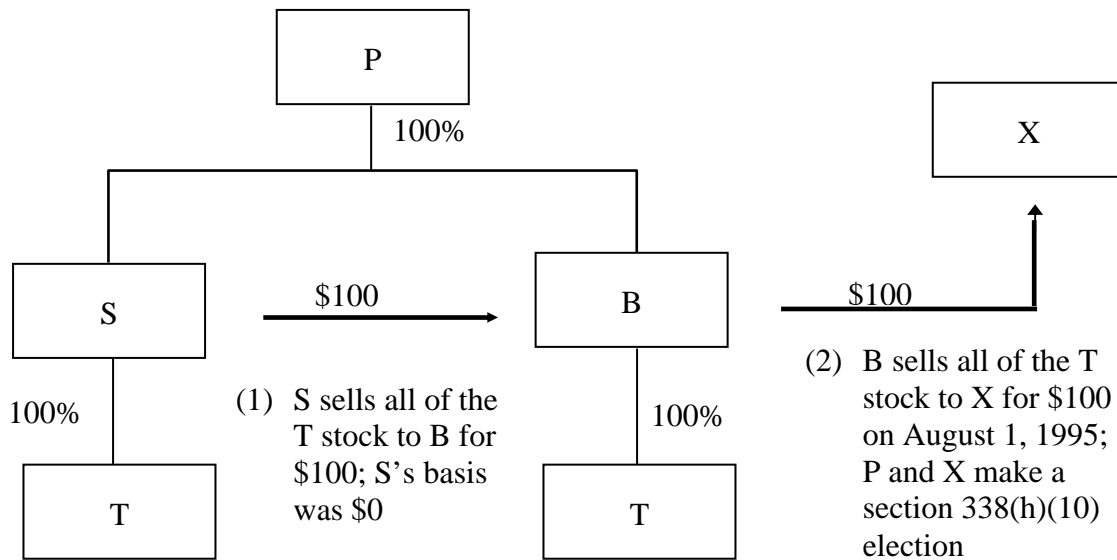 P
100%
X
S
$100
B
$100
100%
(1) S sells all of the
T stock to B for
$100; S’s basis
was $0
100%
(2) B sells all of the T
stock to X for $100
on August 1, 1995;
P and X make a
section 338(h)(10)
election
T
T